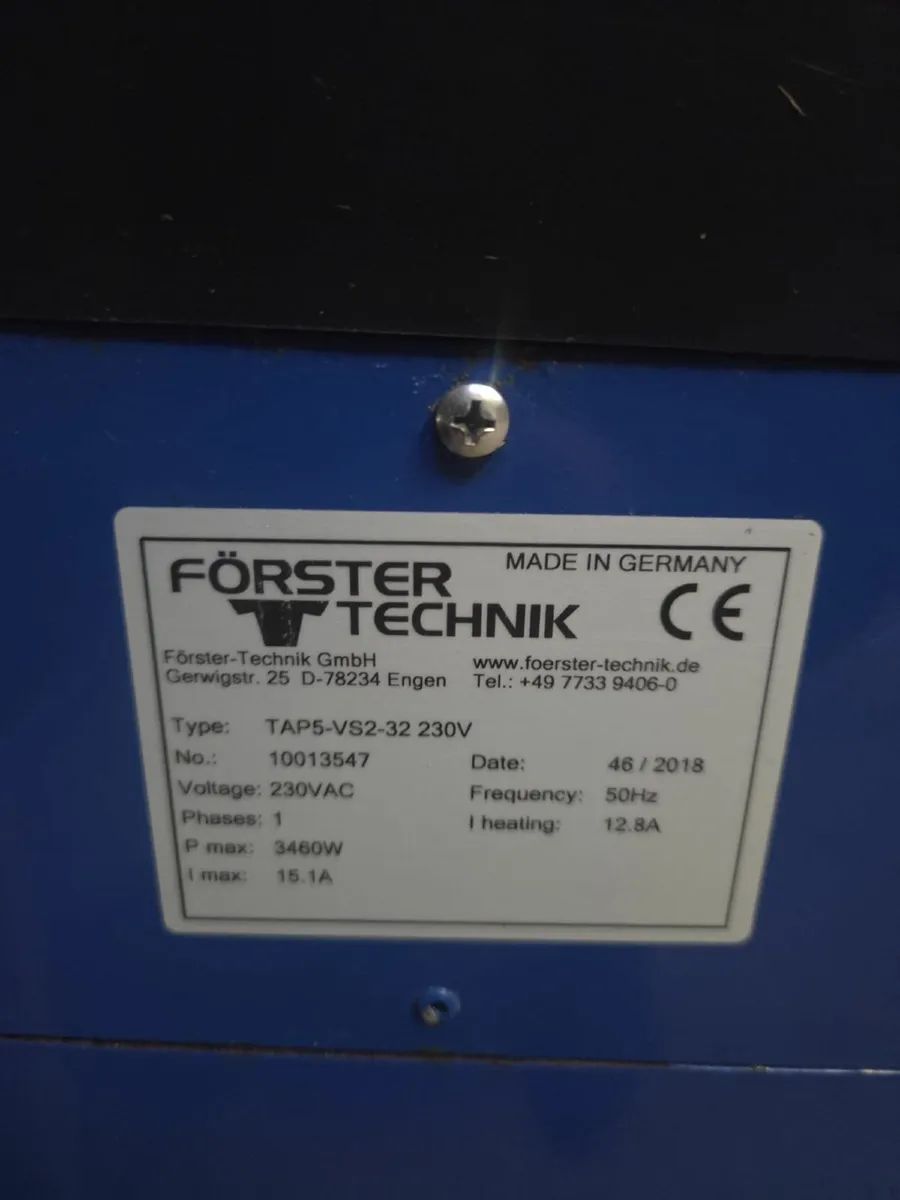 FÖRSTER
TECHNIK
MADE IN GERMANY
CE
Förster-Technik GmbH www.foerster-technik.de
Gerwigstr. 25 D-78234 Engen Tel.: +49 7733 9406-0
Type: TAP5-VS2-32 230V
No.: 10013547 Date: 46 / 2018
Voltage: 230VAC Frequency: 50Hz
Phases: 1 I heating: 12.8A
P max: 3460W
I max: 15.1A